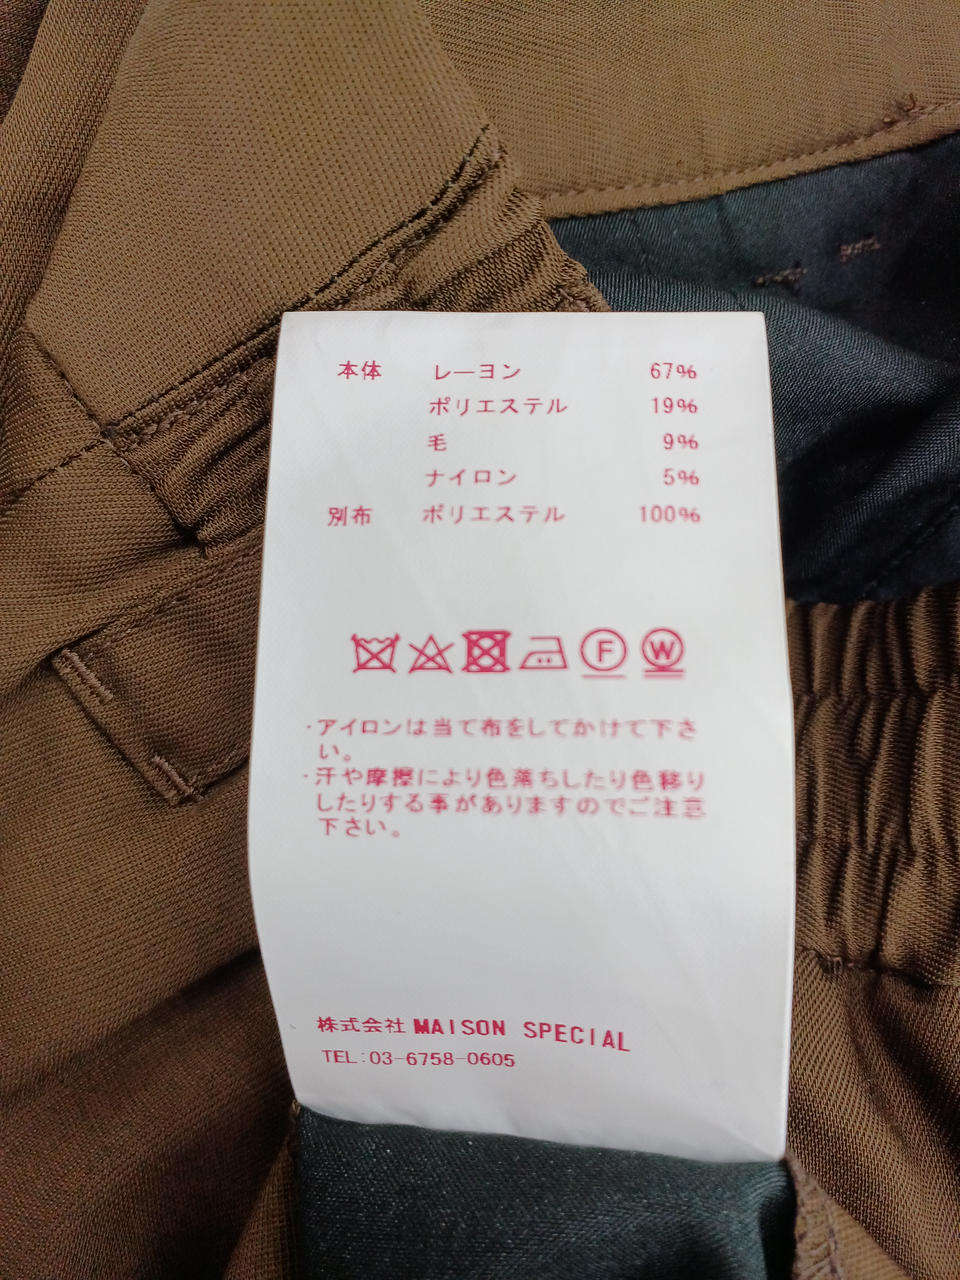 本体 レーヨン 67%
ポリエステル 19%
毛 9%
ナイロン 5%
別布 ポリエステル 100%
F W
・アイロンは当て布をしてかけて下さ
い。
・汗や摩擦により色落ちしたり色移り
したりする事がありますのでご注意
下さい。
株式会社 MAISON SPECIAL
TEL:03-6758-0605